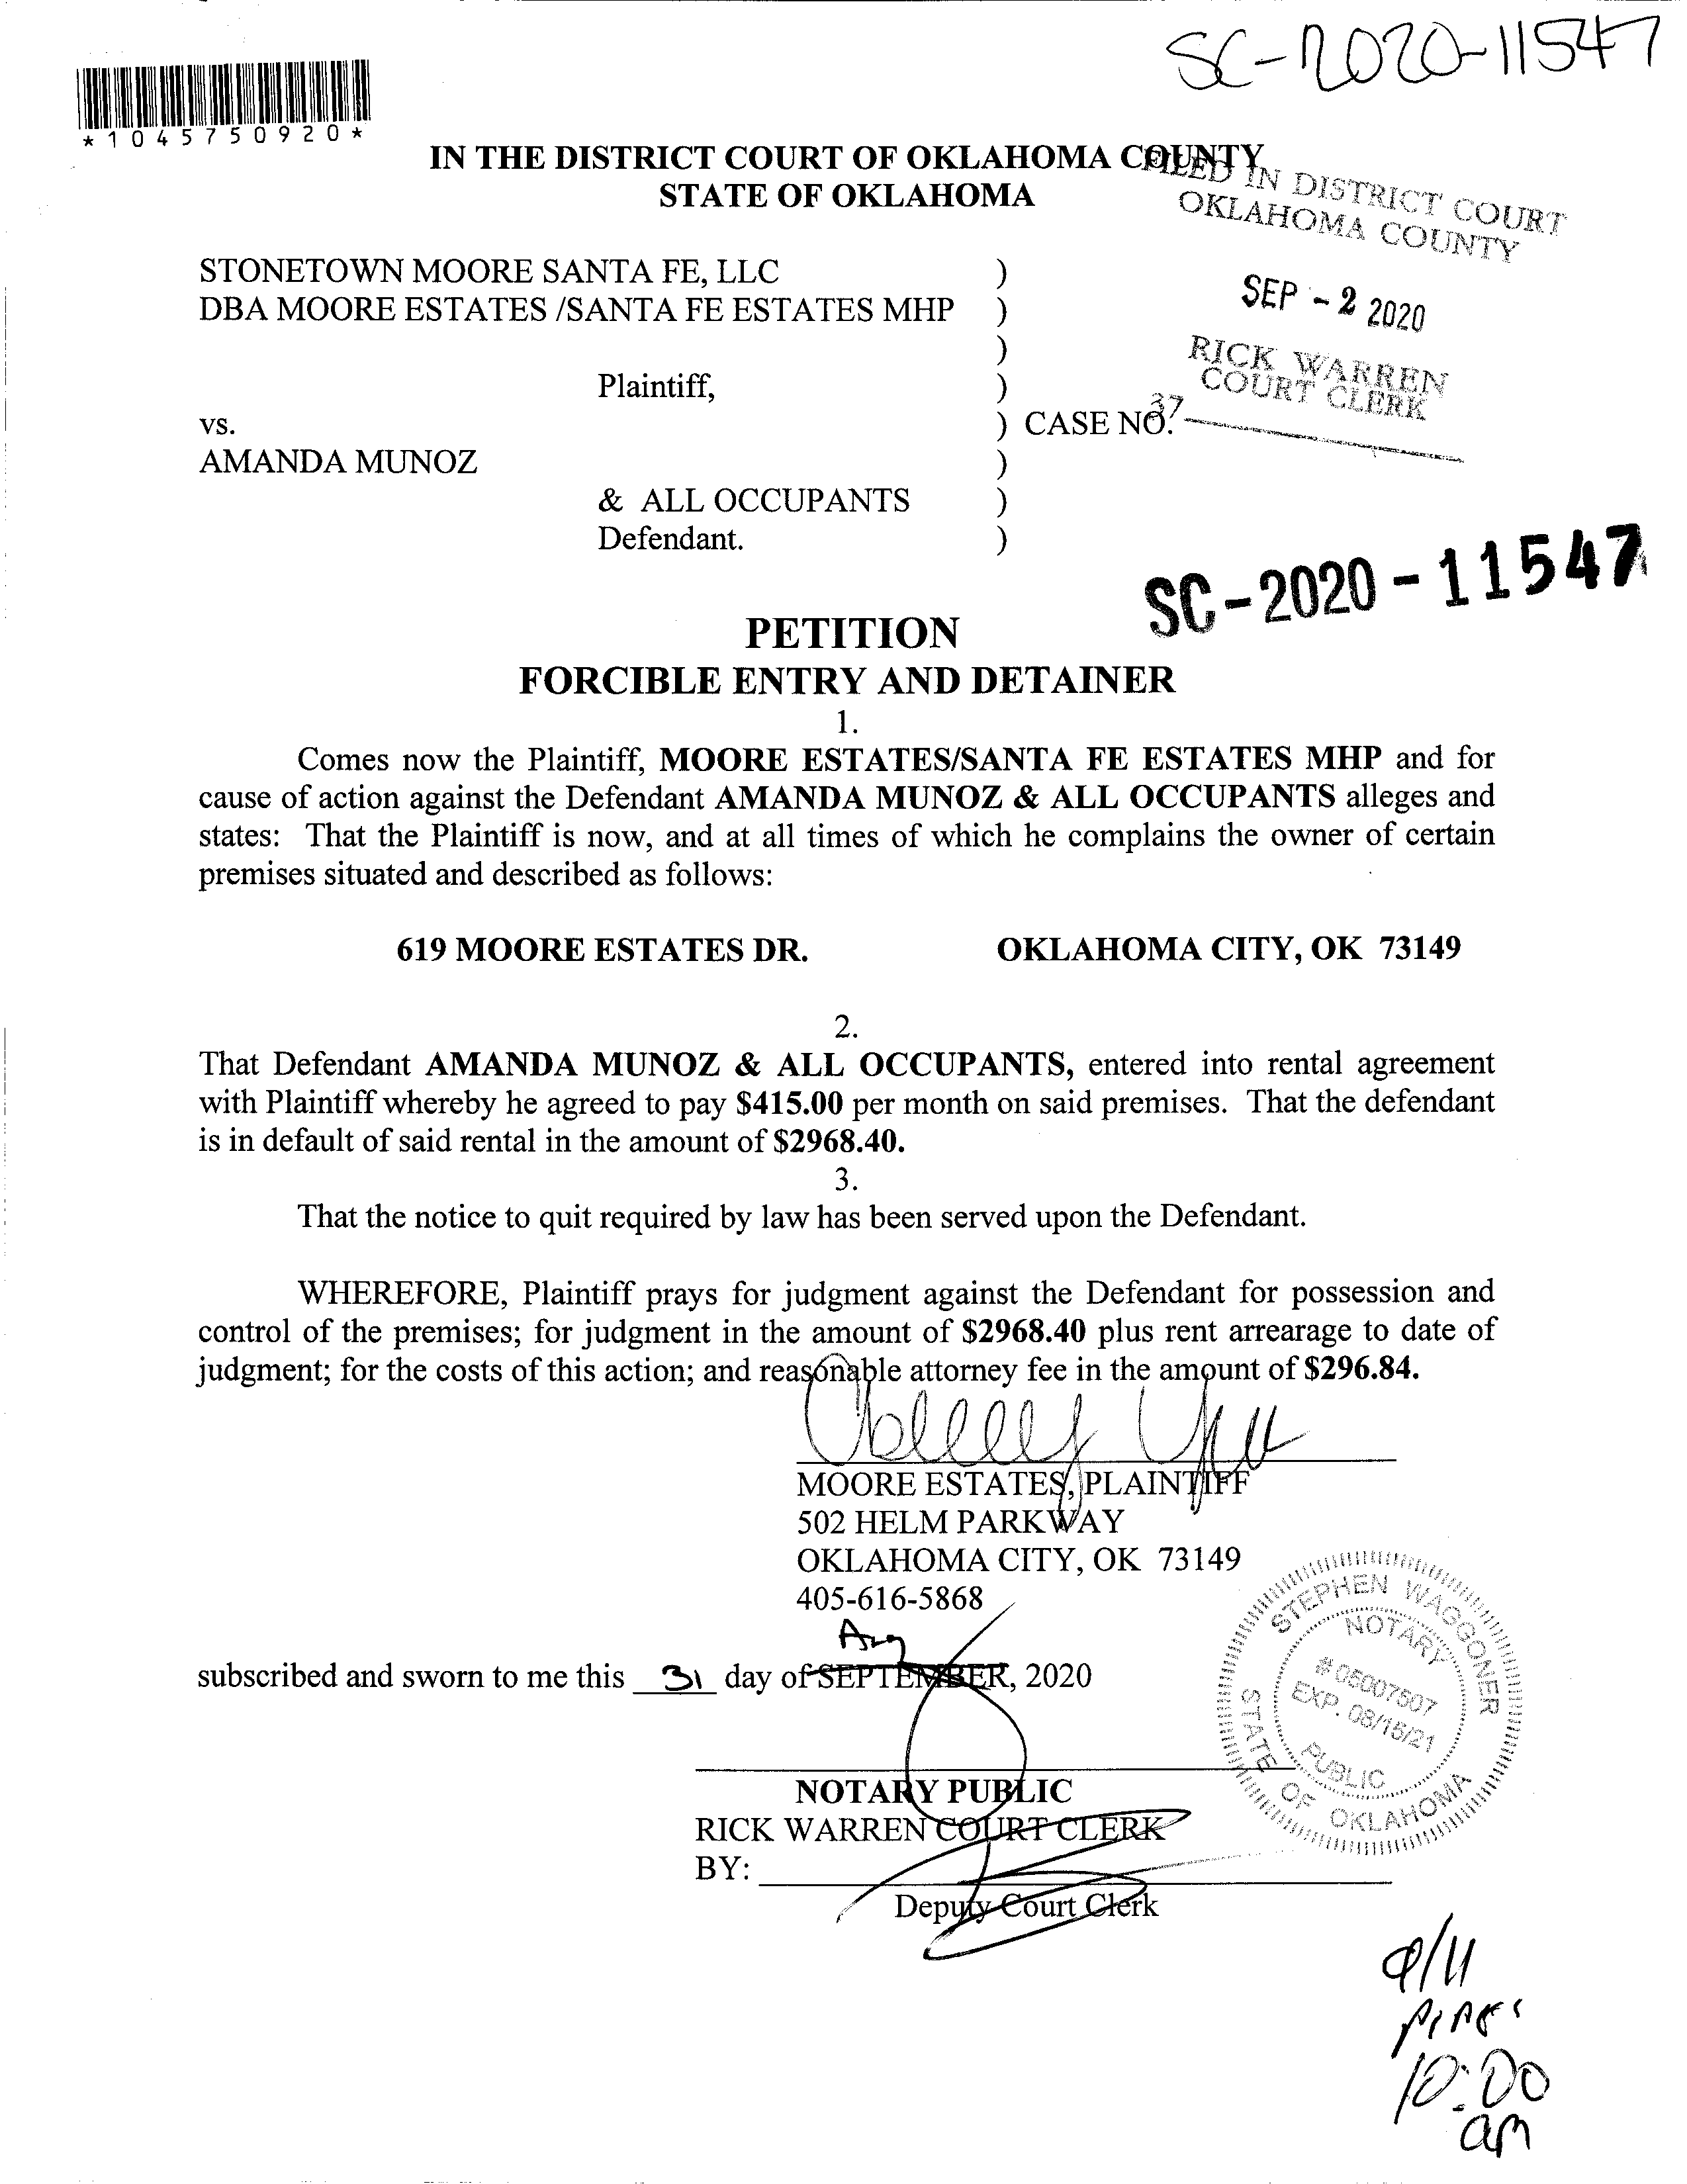 SC-2020-11547
*1045750920*
IN THE DISTRICT COURT OF OKLAHOMA COUNTY
STATE OF OKLAHOMA
FILED IN DISTRICT COURT
OKLAHOMA COUNTY
SEP - 2 2020
RICK WARREN
COURT CLERK
37
STONETOWN MOORE SANTA FE, LLC )
DBA MOORE ESTATES /SANTA FE ESTATES MHP )
)
Plaintiff, )
vs. ) CASE NO.
AMANDA MUNOZ )
& ALL OCCUPANTS )
Defendant. )
SC-2020-11547
PETITION
FORCIBLE ENTRY AND DETAINER
1.
Comes now the Plaintiff, MOORE ESTATES/SANTA FE ESTATES MHP and for
cause of action against the Defendant AMANDA MUNOZ & ALL OCCUPANTS alleges and
states: That the Plaintiff is now, and at all times of which he complains the owner of certain
premises situated and described as follows:
619 MOORE ESTATES DR. OKLAHOMA CITY, OK 73149
2.
That Defendant AMANDA MUNOZ & ALL OCCUPANTS, entered into rental agreement
with Plaintiff whereby he agreed to pay $415.00 per month on said premises. That the defendant
is in default of said rental in the amount of $2968.40.
3.
That the notice to quit required by law has been served upon the Defendant.
WHEREFORE, Plaintiff prays for judgment against the Defendant for possession and
control of the premises; for judgment in the amount of $2968.40 plus rent arrearage to date of
judgment; for the costs of this action; and reasonable attorney fee in the amount of $296.84.
MOORE ESTATES, PLAINTIFF
502 HELM PARKWAY
OKLAHOMA CITY, OK 73149
405-616-5868
Aug
subscribed and sworn to me this 31 day of SEPTEMBER, 2020
STEPHEN WAGGONER
NOTARY
#05007507
EXP. 08/15/21
PUBLIC
STATE OF OKLAHOMA
NOTARY PUBLIC
RICK WARREN COURT CLERK
BY:
Deputy Court Clerk
9/11
10:00
am